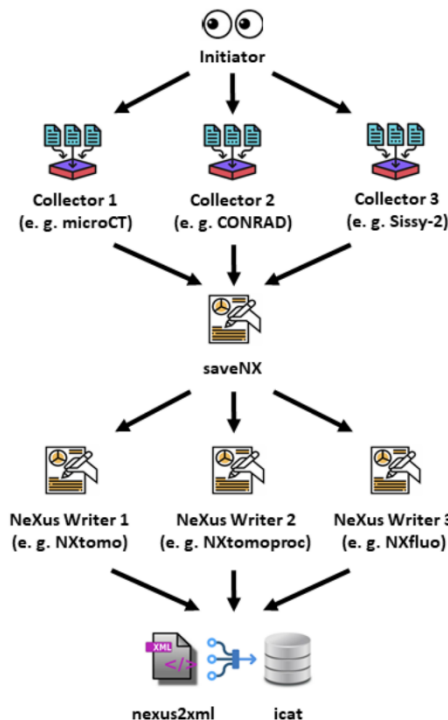 Initiator
Collector 1
(e. g. microCT)
Collector 2
(e. g. CONRAD)
Collector 3
(e. g. Sissy-2)
saveNX
NeXus Writer 1
(e. g. NXtomo)
NeXus Writer 2
(e. g. NXtomoproc)
NeXus Writer 3
(e. g. NXfluo)
XML
</>
nexus2xml
icat